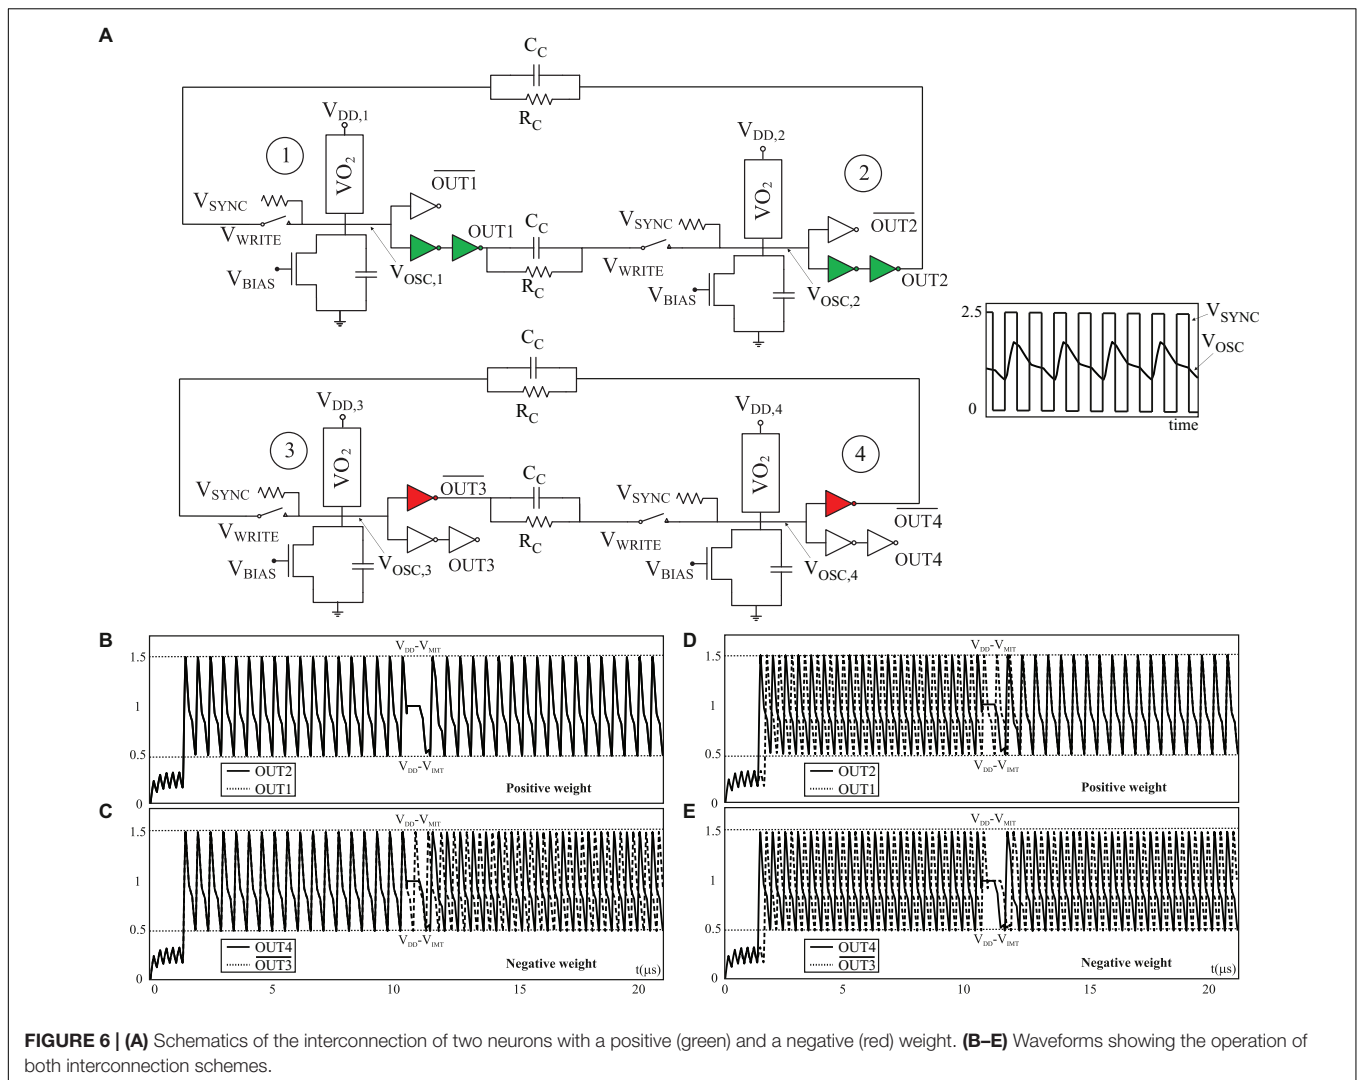 A
C_C
R_C
V_DD,1
V_DD,2
1
2
VO₂
VO₂
V_SYNC
V_WRITE
V_BIAS
V_OSC,1
OUT1
OUT1
C_C
R_C
V_SYNC
V_WRITE
V_BIAS
V_OSC,2
OUT2
OUT2
2.5
V_SYNC
V_OSC
0
time
C_C
R_C
V_DD,3
V_DD,4
3
4
VO₂
VO₂
V_SYNC
V_WRITE
V_BIAS
V_OSC,3
OUT3
OUT3
C_C
R_C
V_SYNC
V_WRITE
V_BIAS
V_OSC,4
OUT4
OUT4
B
V_DD-V_MIT
1.5
1
0.5
0
V_DD-V_IMT
OUT2
OUT1
Positive weight
D
V_DD-V_MIT
1.5
1
0.5
0
V_DD-V_IMT
OUT2
OUT1
Positive weight
C
V_DD-V_MIT
1.5
1
0.5
0
V_DD-V_IMT
OUT4
OUT3
Negative weight
t(μs)
0 5 10 15 20
E
V_DD-V_MIT
1.5
1
0.5
0
V_DD-V_IMT
OUT4
OUT3
Negative weight
t(μs)
0 5 10 15 20
FIGURE 6 | (A) Schematics of the interconnection of two neurons with a positive (green) and a negative (red) weight. (B–E) Waveforms showing the operation of
both interconnection schemes.